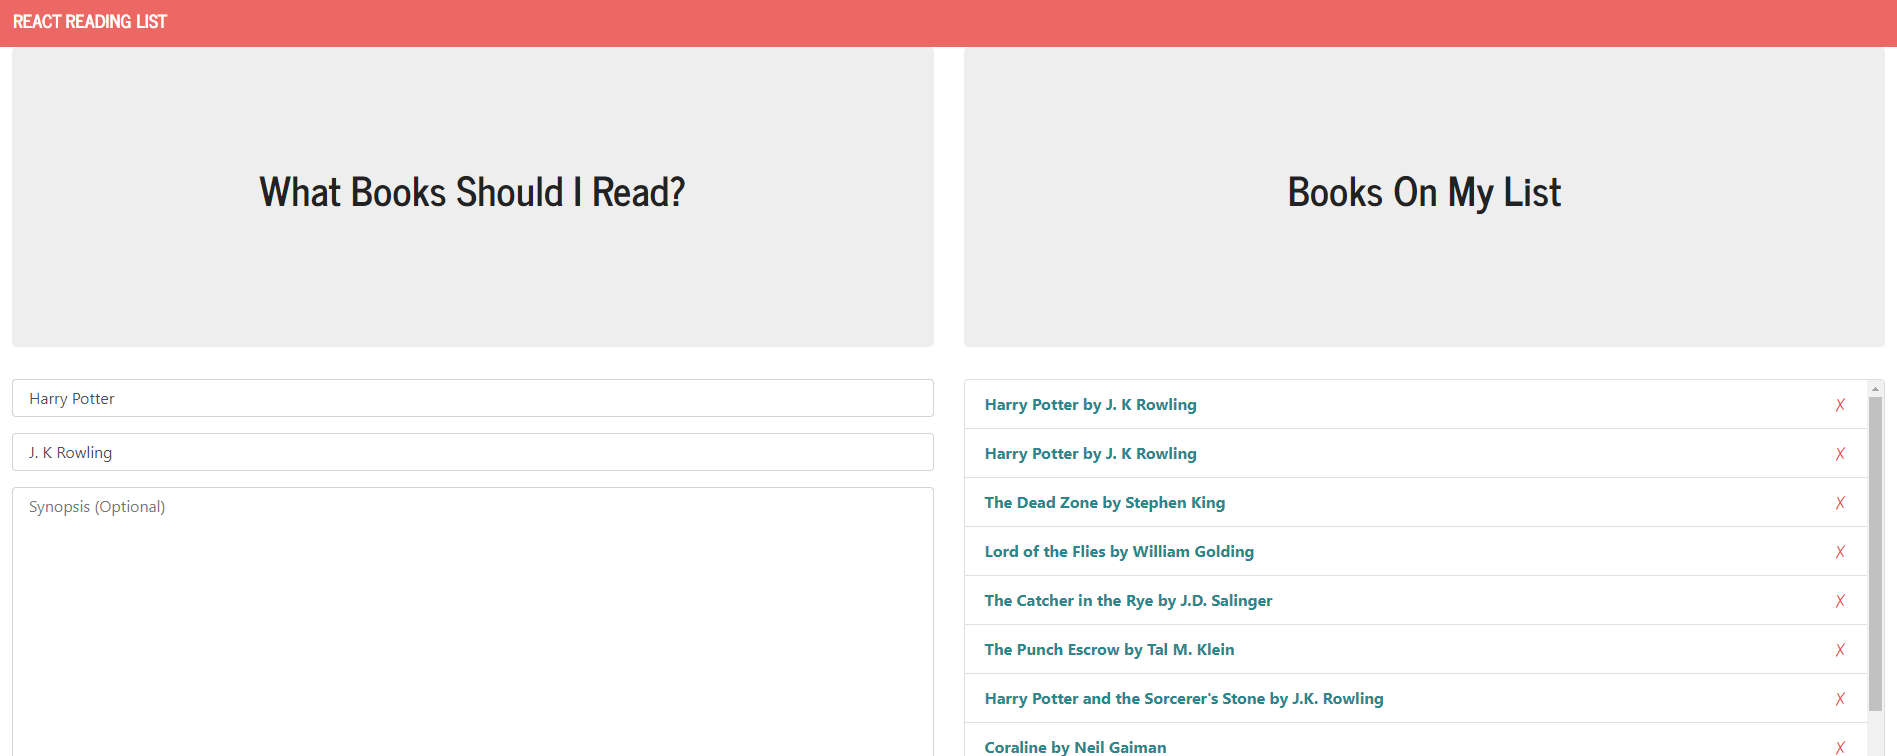 REACT READING LIST
What Books Should I Read?
Books On My List
Harry Potter
J. K Rowling
Synopsis (Optional)
Harry Potter by J. K Rowling
✗
Harry Potter by J. K Rowling
✗
The Dead Zone by Stephen King
✗
Lord of the Flies by William Golding
✗
The Catcher in the Rye by J.D. Salinger
✗
The Punch Escrow by Tal M. Klein
✗
Harry Potter and the Sorcerer's Stone by J.K. Rowling
✗
Coraline by Neil Gaiman
✗